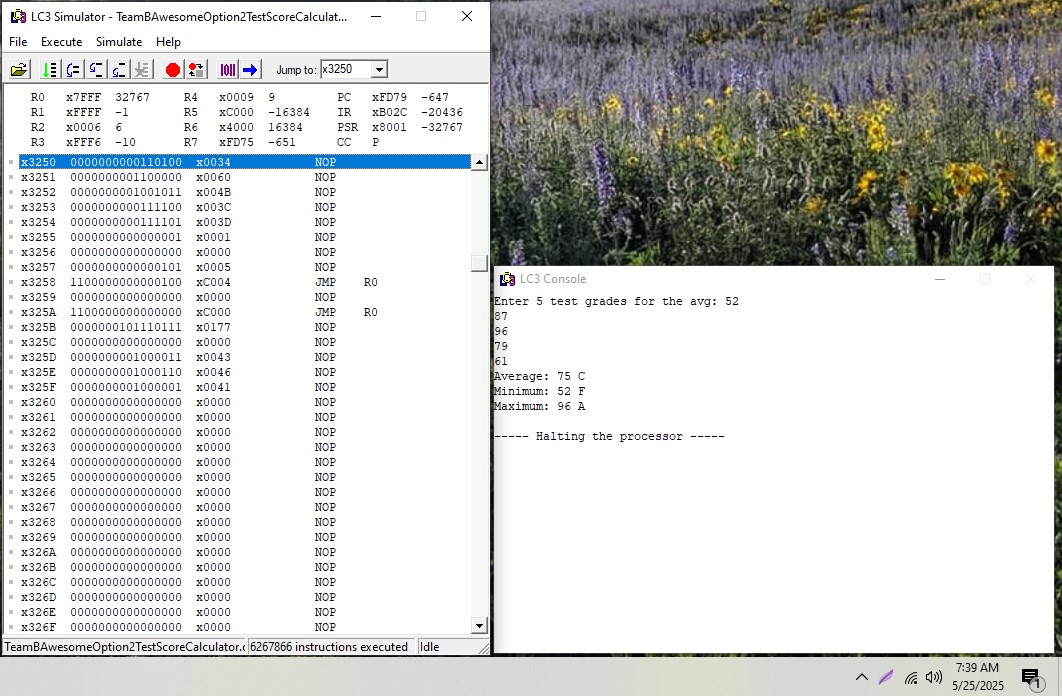 LC3 Simulator - TeamBAwesomeOption2TestScoreCalculat...
File Execute Simulate Help
Jump to: x3250
R0 x7FFF 32767 R4 x0009 9 PC xFD79 -647
R1 xFFFF -1 R5 xC000 -16384 IR xB02C -20436
R2 x0006 6 R6 x4000 16384 PSR x8001 -32767
R3 xFFF6 -10 R7 xFD75 -651 CC P
x3250 0000000000110100 x0034 NOP
x3251 0000000001100000 x0060 NOP
x3252 0000000001001011 x004B NOP
x3253 0000000000111100 x003C NOP
x3254 0000000000111101 x003D NOP
x3255 0000000000000001 x0001 NOP
x3256 0000000000000000 x0000 NOP
x3257 0000000000000101 x0005 NOP
x3258 1100000000000100 xC004 JMP R0
x3259 0000000000000000 x0000 NOP
x325A 1100000000000000 xC000 JMP R0
x325B 0000000101110111 x0177 NOP
x325C 0000000000000000 x0000 NOP
x325D 0000000001000011 x0043 NOP
x325E 0000000001000110 x0046 NOP
x325F 0000000001000001 x0041 NOP
x3260 0000000000000000 x0000 NOP
x3261 0000000000000000 x0000 NOP
x3262 0000000000000000 x0000 NOP
x3263 0000000000000000 x0000 NOP
x3264 0000000000000000 x0000 NOP
x3265 0000000000000000 x0000 NOP
x3266 0000000000000000 x0000 NOP
x3267 0000000000000000 x0000 NOP
x3268 0000000000000000 x0000 NOP
x3269 0000000000000000 x0000 NOP
x326A 0000000000000000 x0000 NOP
x326B 0000000000000000 x0000 NOP
x326C 0000000000000000 x0000 NOP
x326D 0000000000000000 x0000 NOP
x326E 0000000000000000 x0000 NOP
x326F 0000000000000000 x0000 NOP
TeamBAwesomeOption2TestScoreCalculator.c 6267866 instructions executed Idle
LC3 Console
Enter 5 test grades for the avg: 52
87
96
79
61
Average: 75 C
Minimum: 52 F
Maximum: 96 A
----- Halting the processor -----
7:39 AM
5/25/2025
1